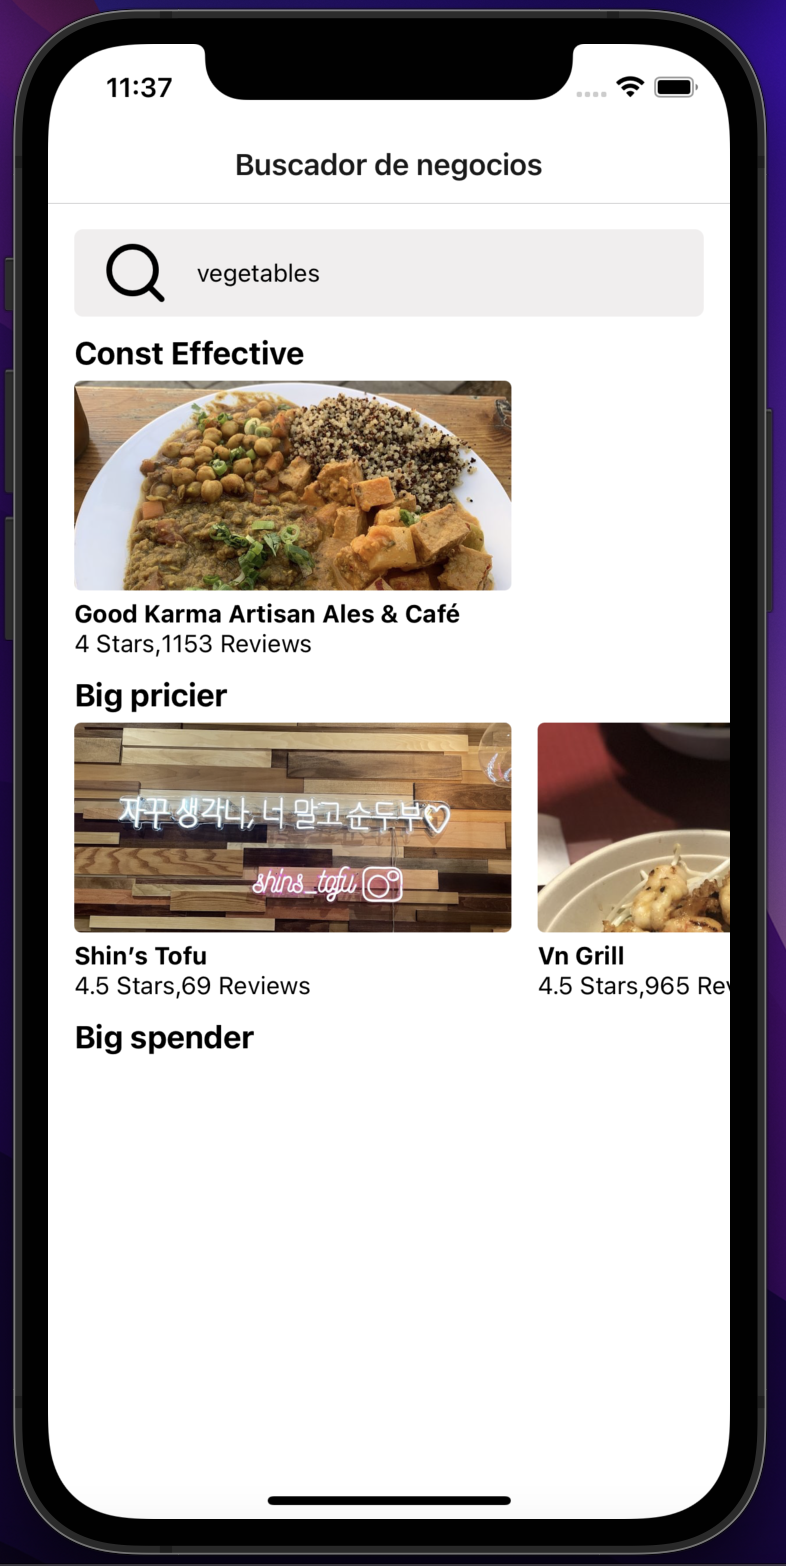 11:37
Buscador de negocios
vegetables
Const Effective
Good Karma Artisan Ales & Café
4 Stars,1153 Reviews
Big pricier
자꾸 생각나, 너 말고 순두부♡
shins_tofu
Shin’s Tofu
4.5 Stars,69 Reviews
Vn Grill
4.5 Stars,965 Rev
Big spender